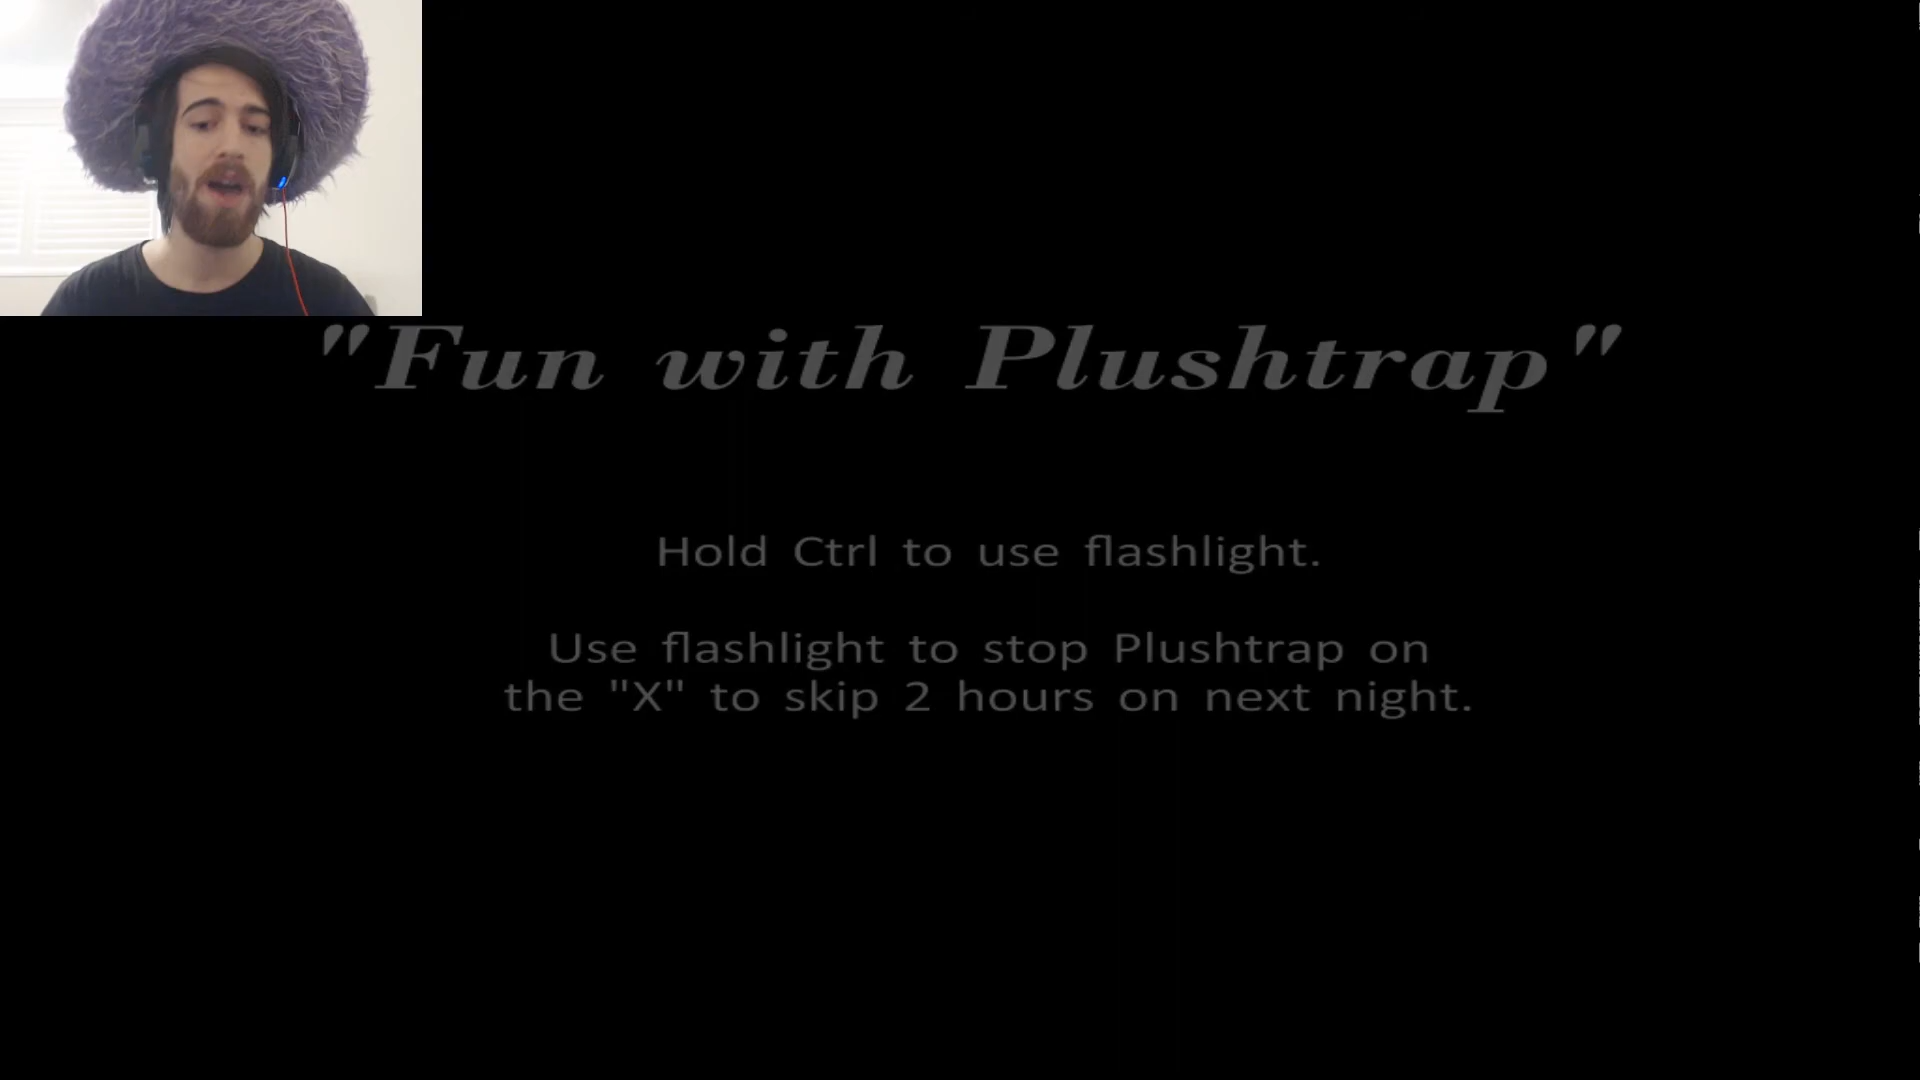 "Fun with Plushtrap"
Hold Ctrl to use flashlight.
Use flashlight to stop Plushtrap on
the "X" to skip 2 hours on next night.